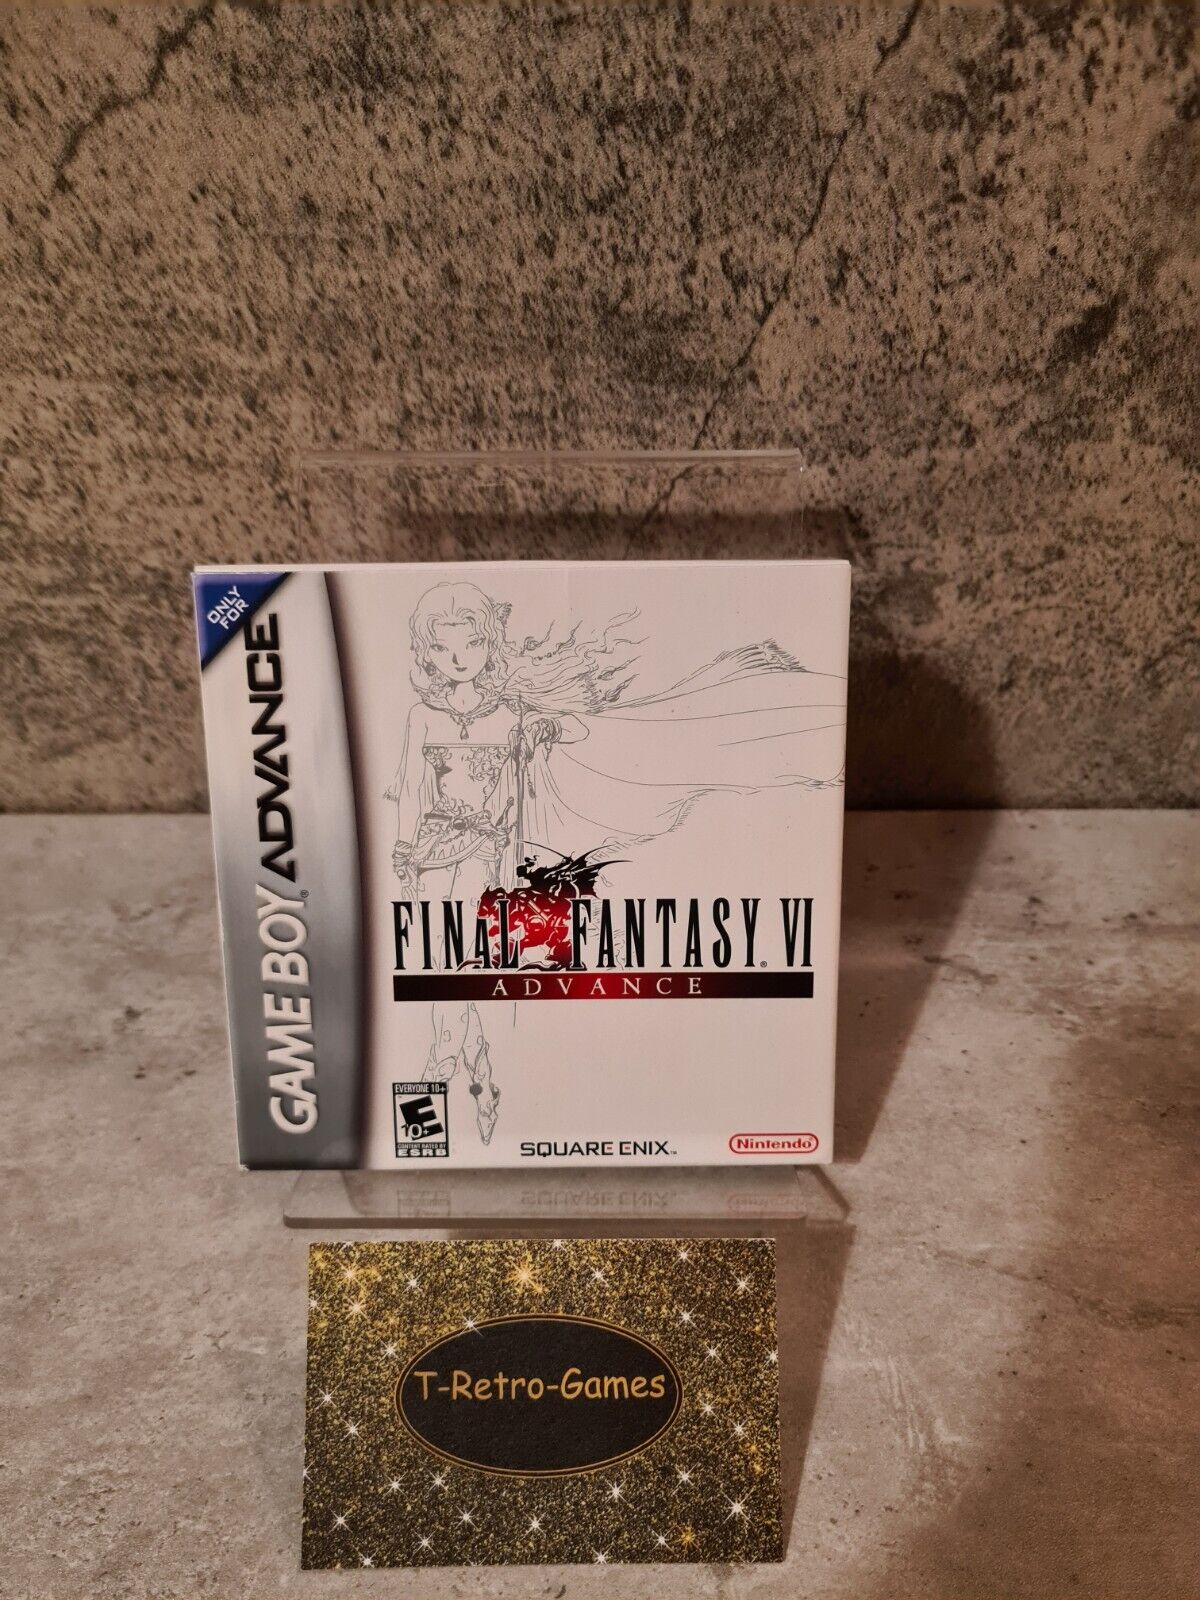 ONLY
FOR
GAME BOY® ADVANCE
FINAL FANTASY® VI
ADVANCE
EVERYONE 10+
E
10+
CONTENT RATED BY
ESRB
SQUARE ENIX™
Nintendo®
T-Retro-Games